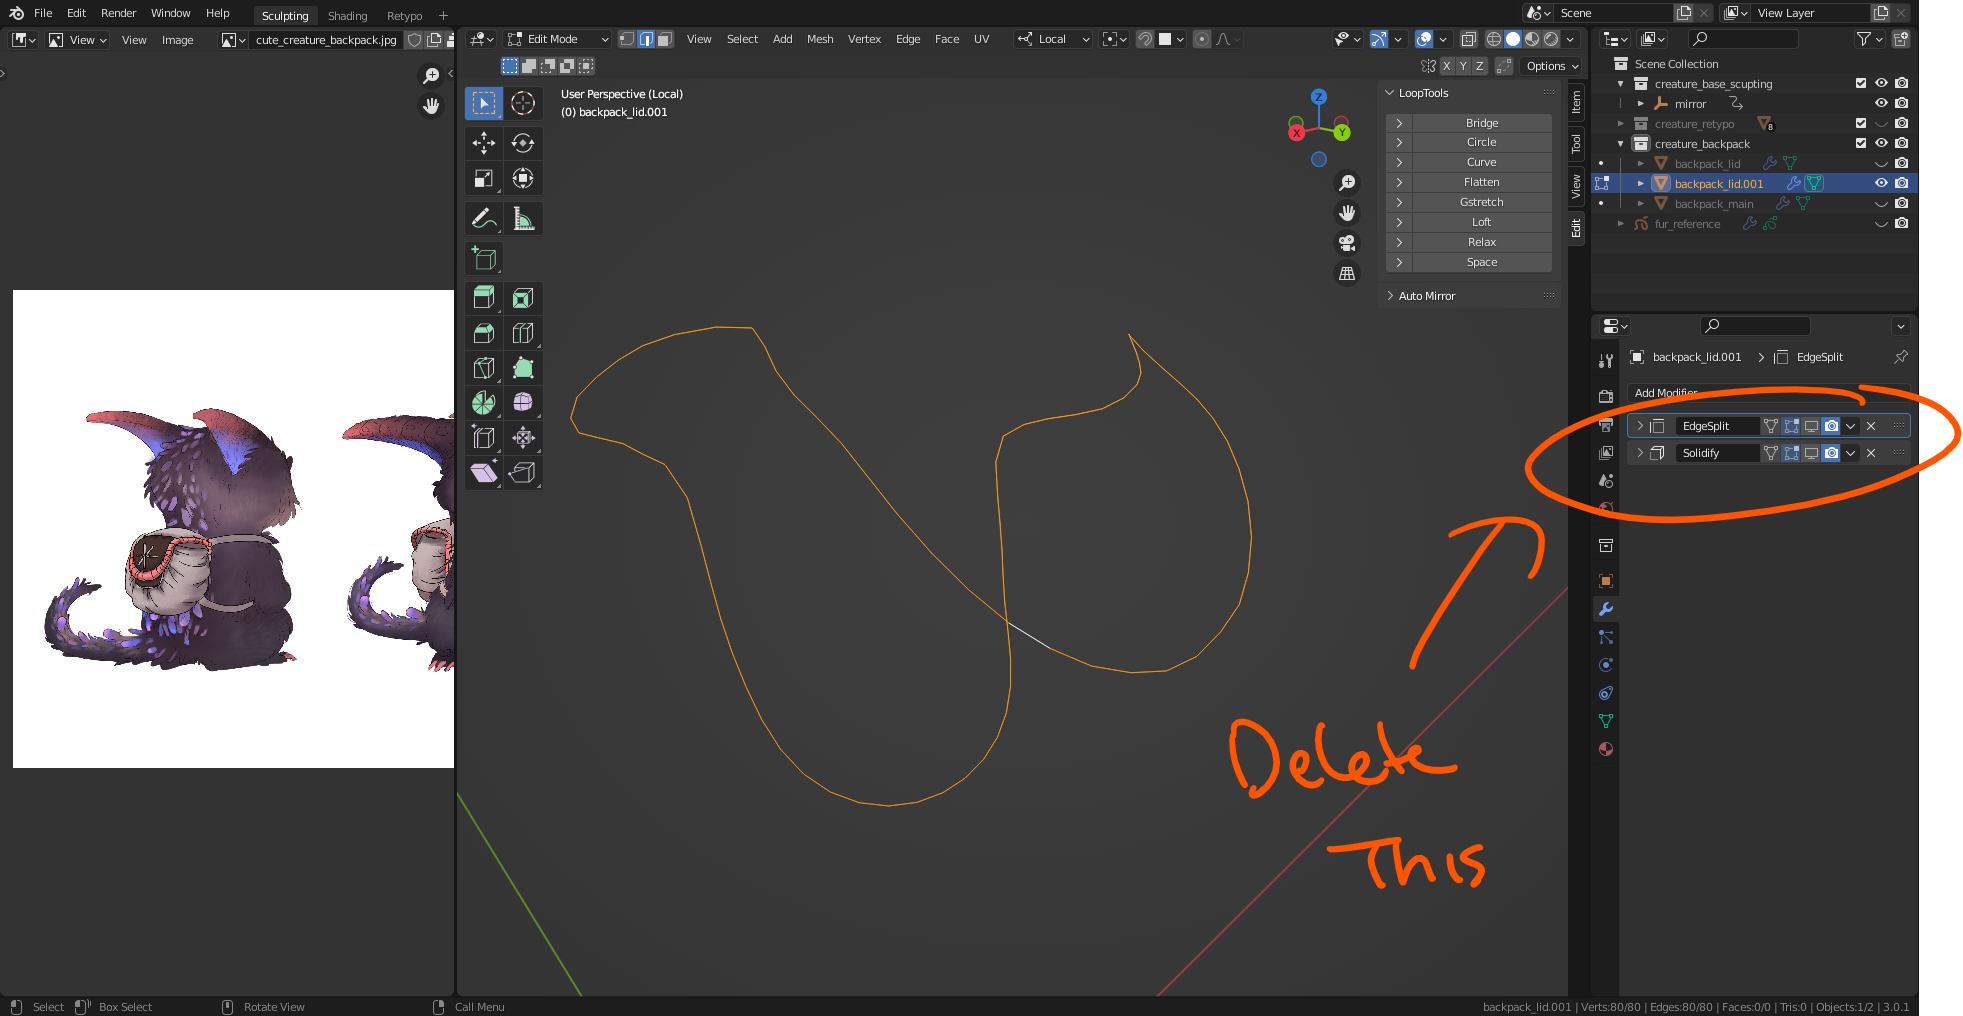 File Edit Render Window Help Sculpting Shading Retypo + Scene View Layer
View View Image cute_creature_backpack.jpg Edit Mode View Select Add Mesh Vertex Edge Face UV Local
X Y Z Options
User Perspective (Local)
(0) backpack_lid.001
Z
X
Y
LoopTools
Bridge
Circle
Curve
Flatten
Gstretch
Loft
Relax
Space
Auto Mirror
Item
Tool
View
Edit
Scene Collection
creature_base_scupting
mirror
creature_retypo 8
creature_backpack
backpack_lid
backpack_lid.001
backpack_main
fur_reference
backpack_lid.001 EdgeSplit
Add Modifier
EdgeSplit
Solidify
Delete
This
Select Box Select Rotate View Call Menu backpack_lid.001 | Verts:80/80 | Edges:80/80 | Faces:0/0 | Tris:0 | Objects:1/2 | 3.0.1